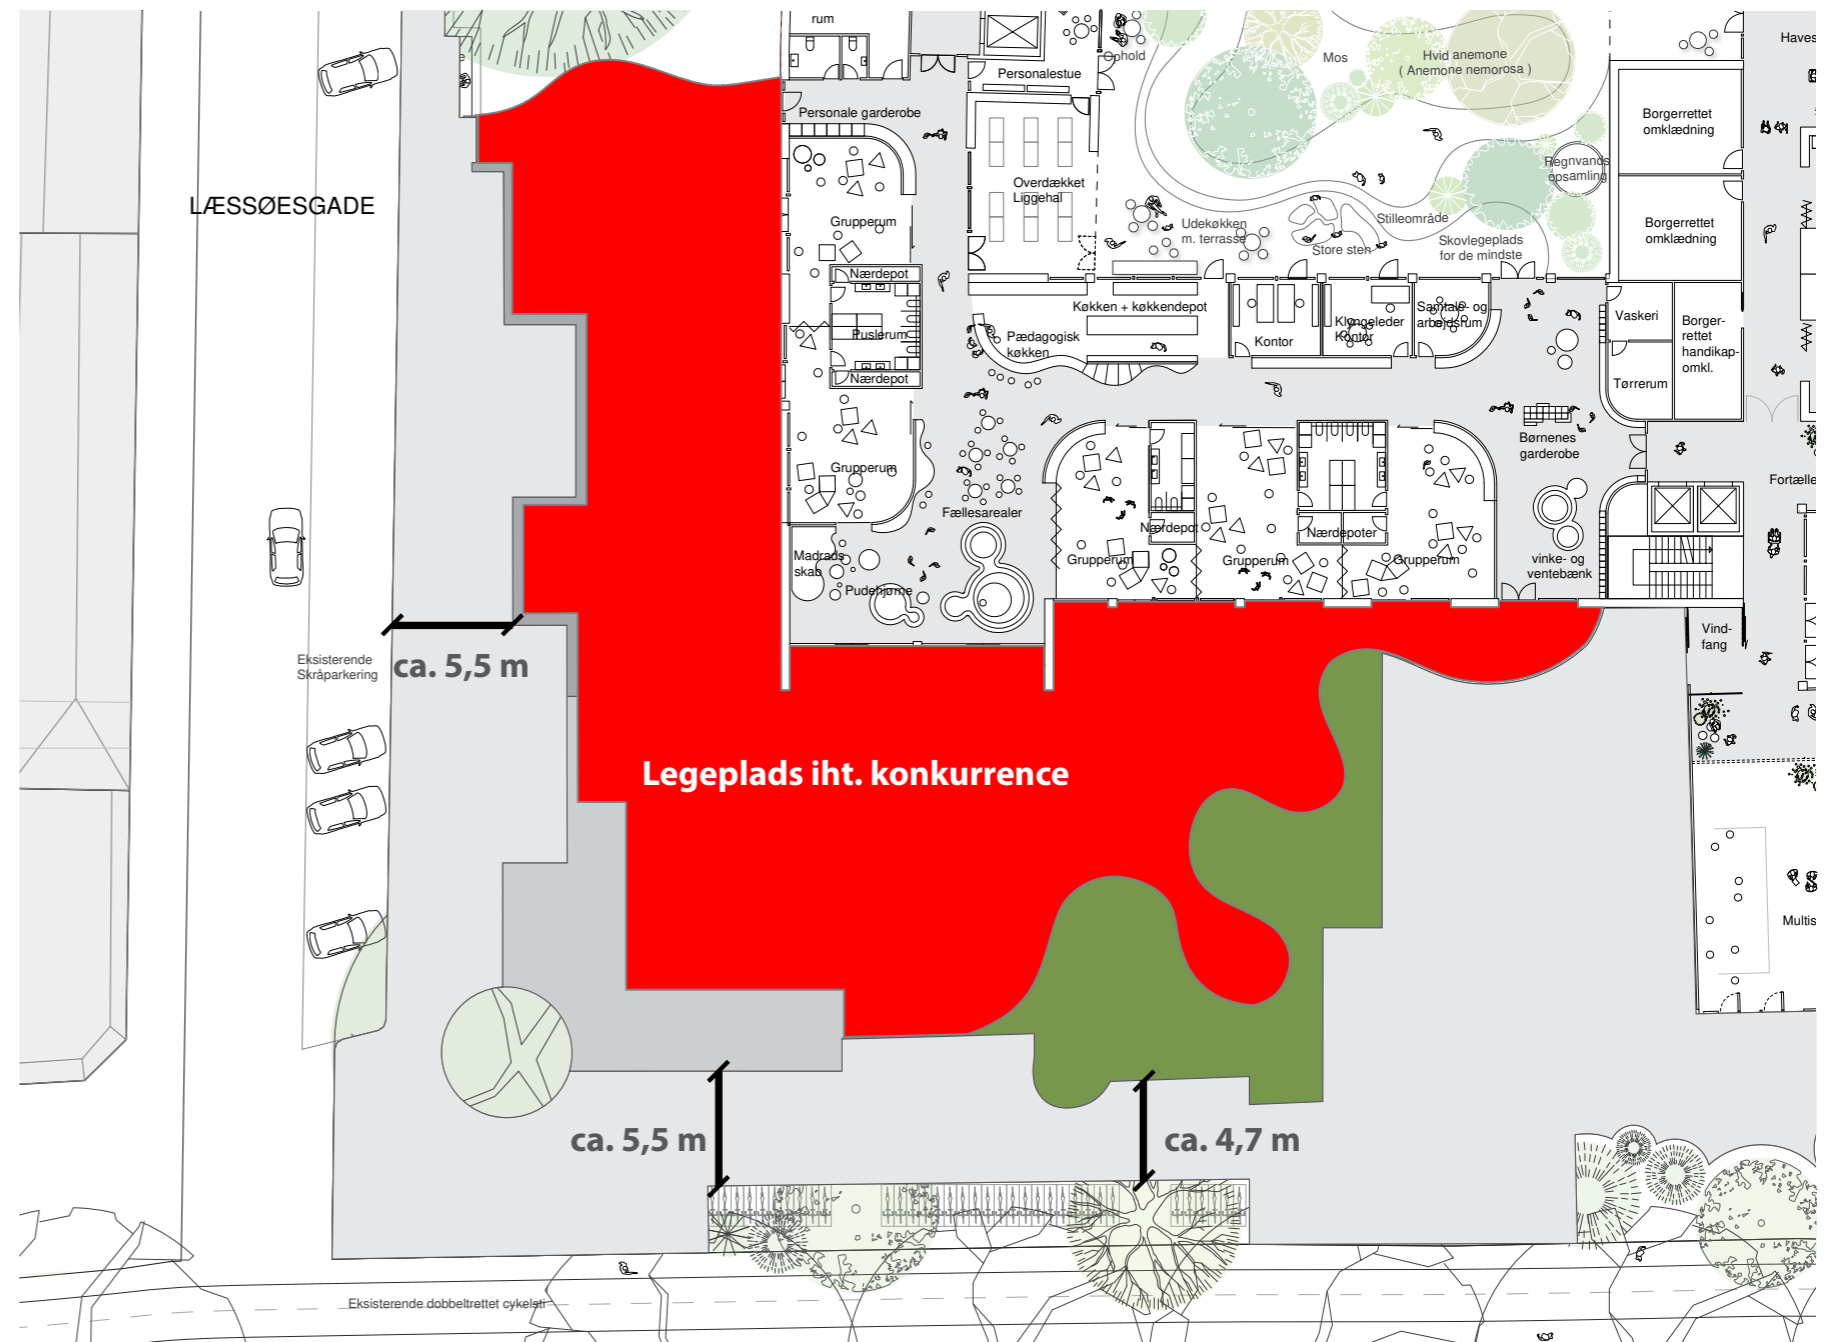 rum
Ophold
Mos
Hvid anemone
( Anemone nemorosa )
Haves
Personalestue
Personale garderobe
Borgerrettet
omklædning
Regnvands
opsamling
Overdækket
Liggehal
LÆSSØESGADE
Grupperum
Udekøkken
m. terrasse
Store sten
Stilleområde
Skovlegeplads
for de mindste
Borgerrettet
omklædning
Nærdepot
Puslerum
Nærdepot
Køkken + køkkendepot
Pædagogisk
køkken
Kontor
Klyngeleder
Kontor
Samtale- og
arbejdsrum
Vaskeri
Borger-
rettet
handikap-
omkl.
Tørrerum
Børnenes
garderobe
Grupperum
Fællesarealer
Fortælle
Madrads
skab
Pudehjørne
Nærdepot
Nærdepoter
Grupperum
Grupperum
Grupperum
vinke- og
ventebænk
Vind-
fang
Eksisterende
Skråparkering
ca. 5,5 m
Legeplads iht. konkurrence
Multis
ca. 5,5 m
ca. 4,7 m
Eksisterende dobbeltrettet cykelsti